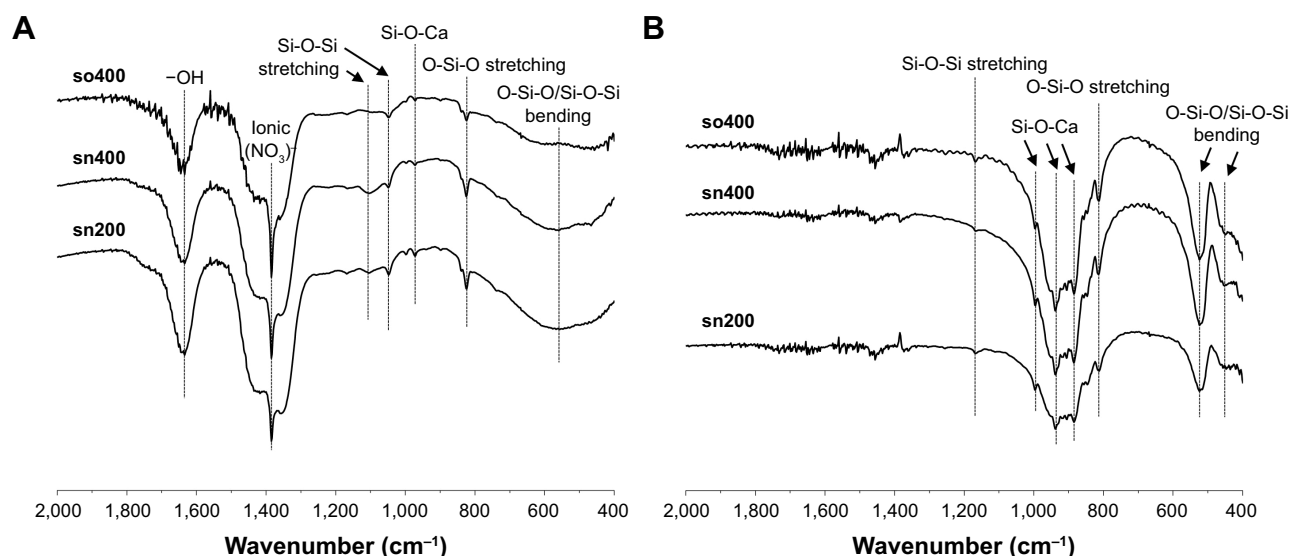 A
Si-O-Si
stretching
Si-O-Ca
O-Si-O stretching
−OH
so400
O-Si-O/Si-O-Si
bending
Ionic
(NO3)−
sn400
sn200
2,000 1,800 1,600 1,400 1,200 1,000 800 600 400
Wavenumber (cm−1)
B
Si-O-Si stretching
O-Si-O stretching
O-Si-O/Si-O-Si
bending
so400
Si-O-Ca
sn400
sn200
2,000 1,800 1,600 1,400 1,200 1,000 800 600 400
Wavenumber (cm−1)